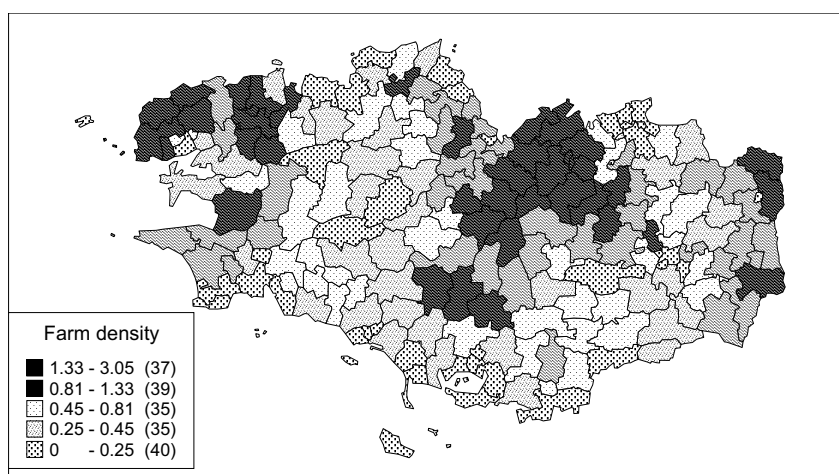 Farm density
1.33 - 3.05 (37)
0.81 - 1.33 (39)
0.45 - 0.81 (35)
0.25 - 0.45 (35)
0 - 0.25 (40)